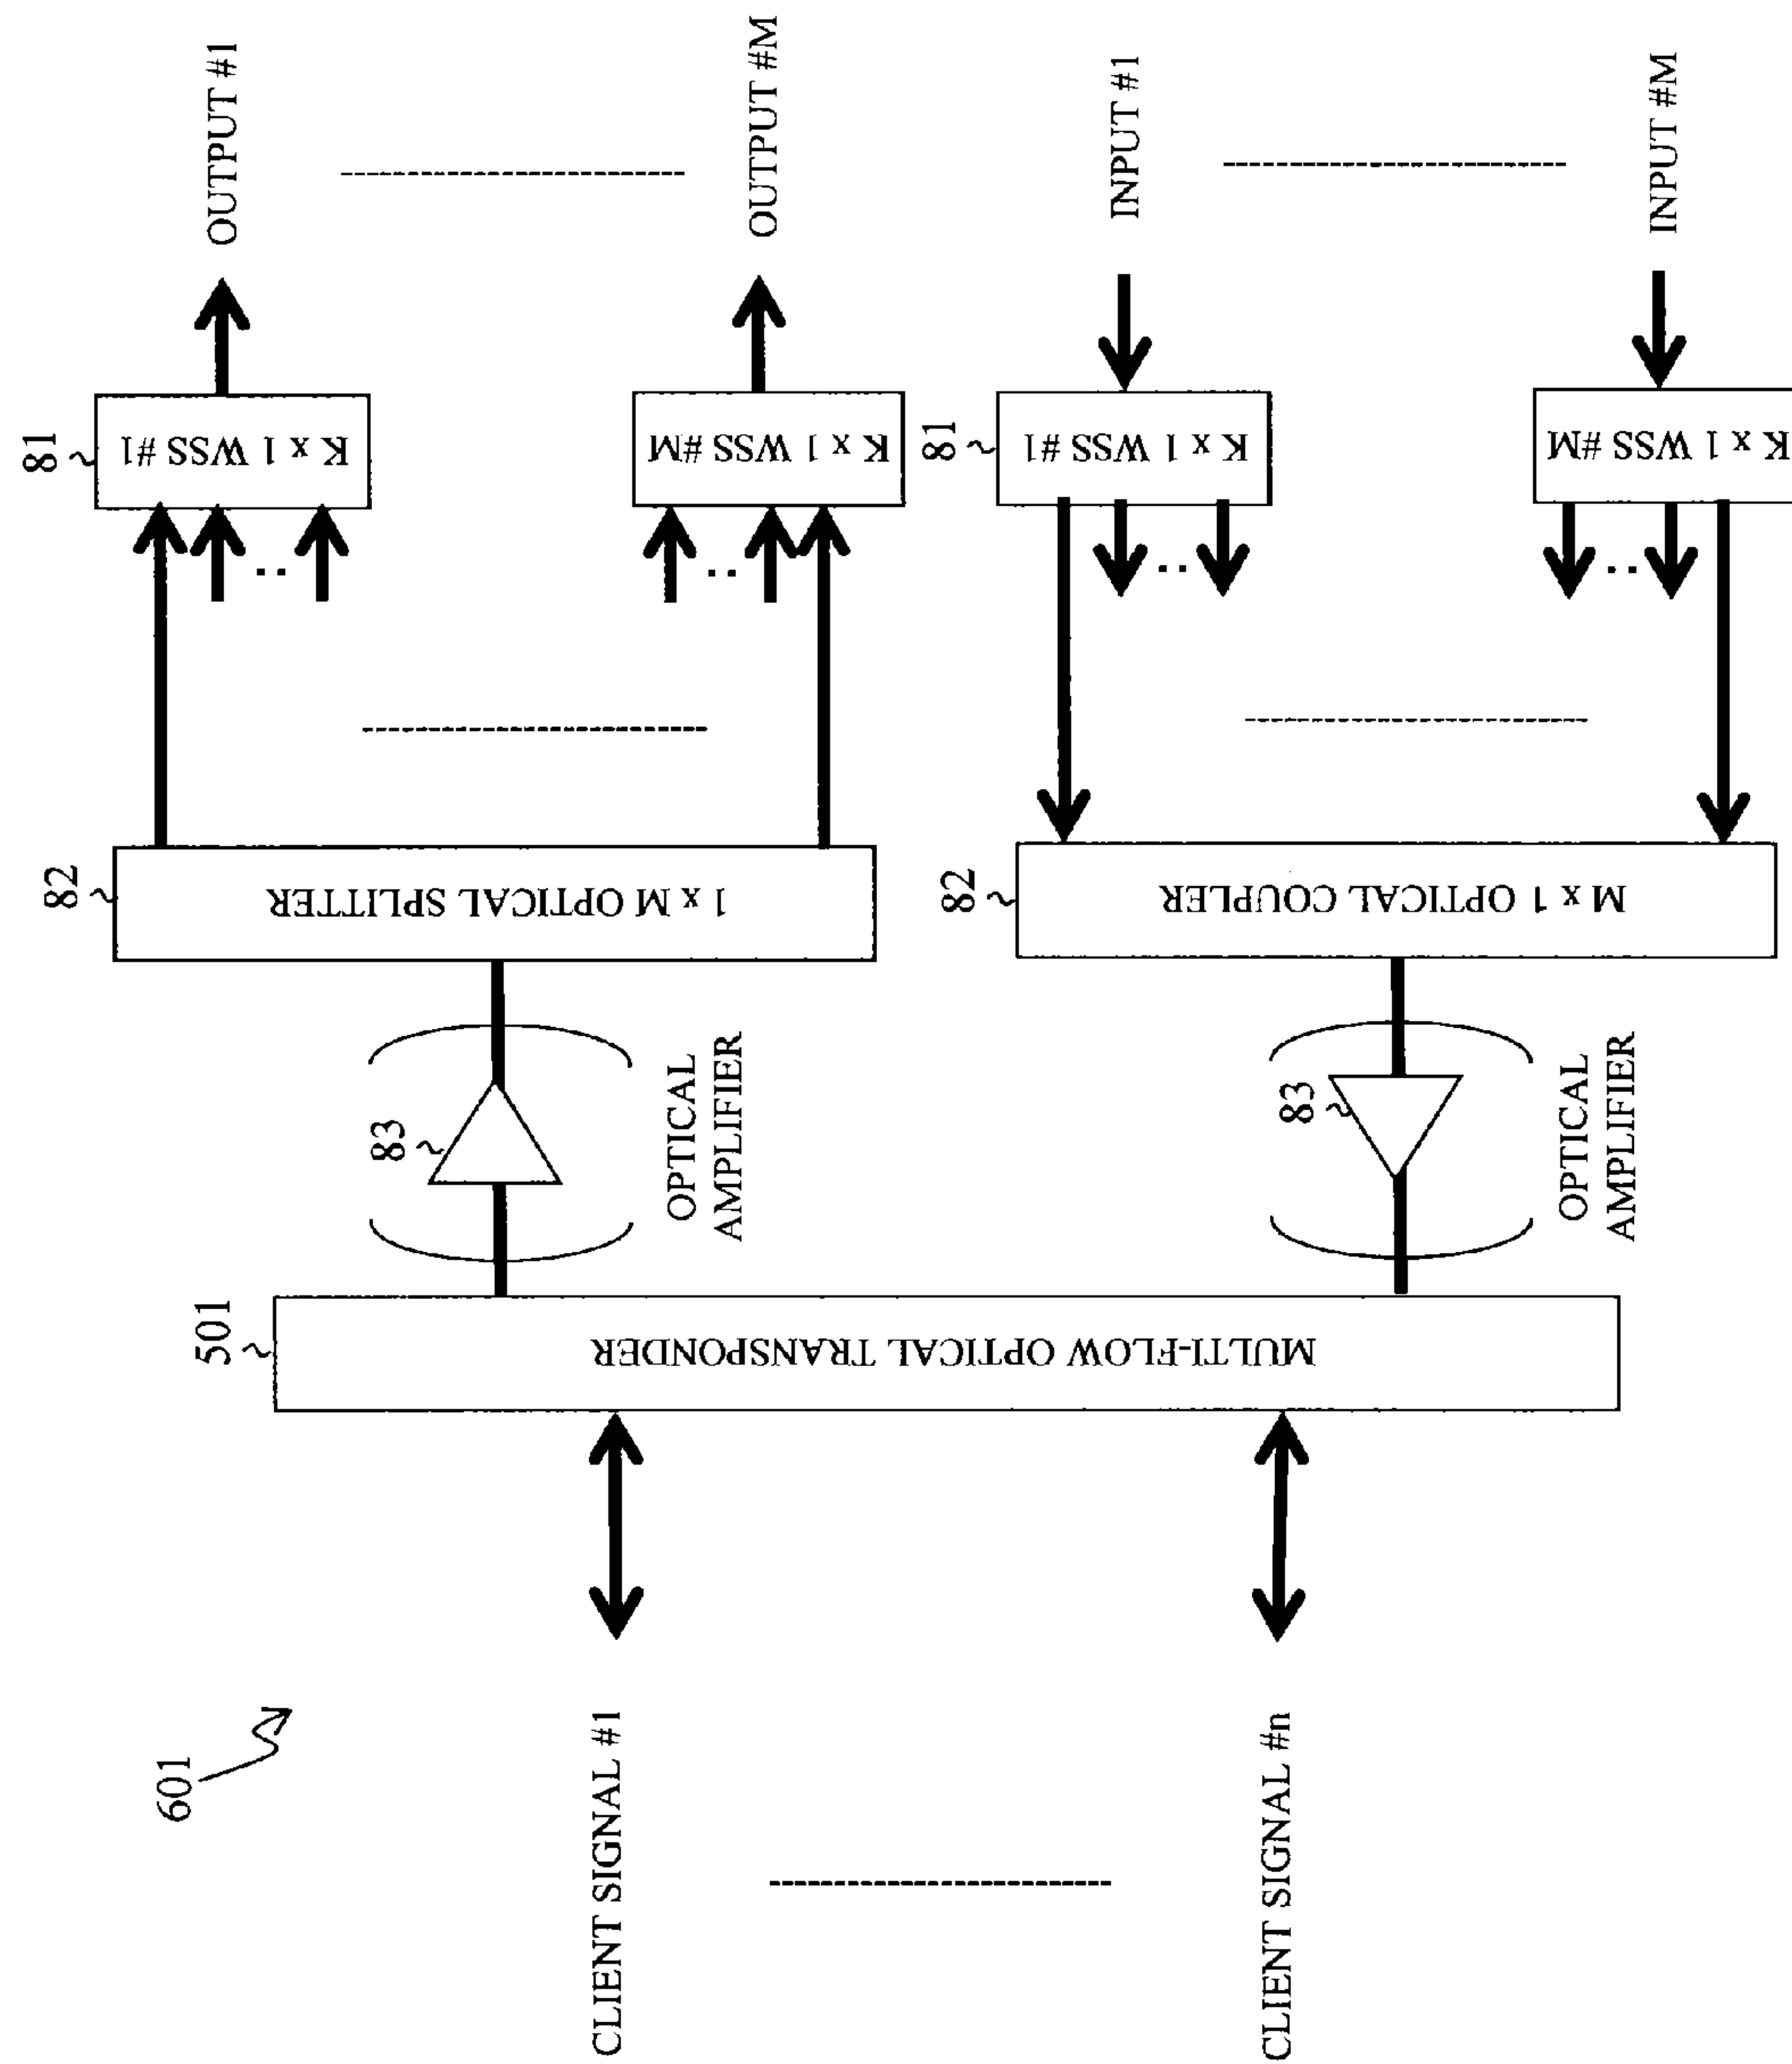 601
CLIENT SIGNAL #1
CLIENT SIGNAL #n
501
MULTI-FLOW OPTICAL TRANSPONDER
83
OPTICAL
AMPLIFIER
83
OPTICAL
AMPLIFIER
82
1 x M OPTICAL SPLITTER
82
M x 1 OPTICAL COUPLER
81
K x 1 WSS #1
K x 1 WSS #M
81
K x 1 WSS #1
K x 1 WSS #M
OUTPUT #1
OUTPUT #M
INPUT #1
INPUT #M